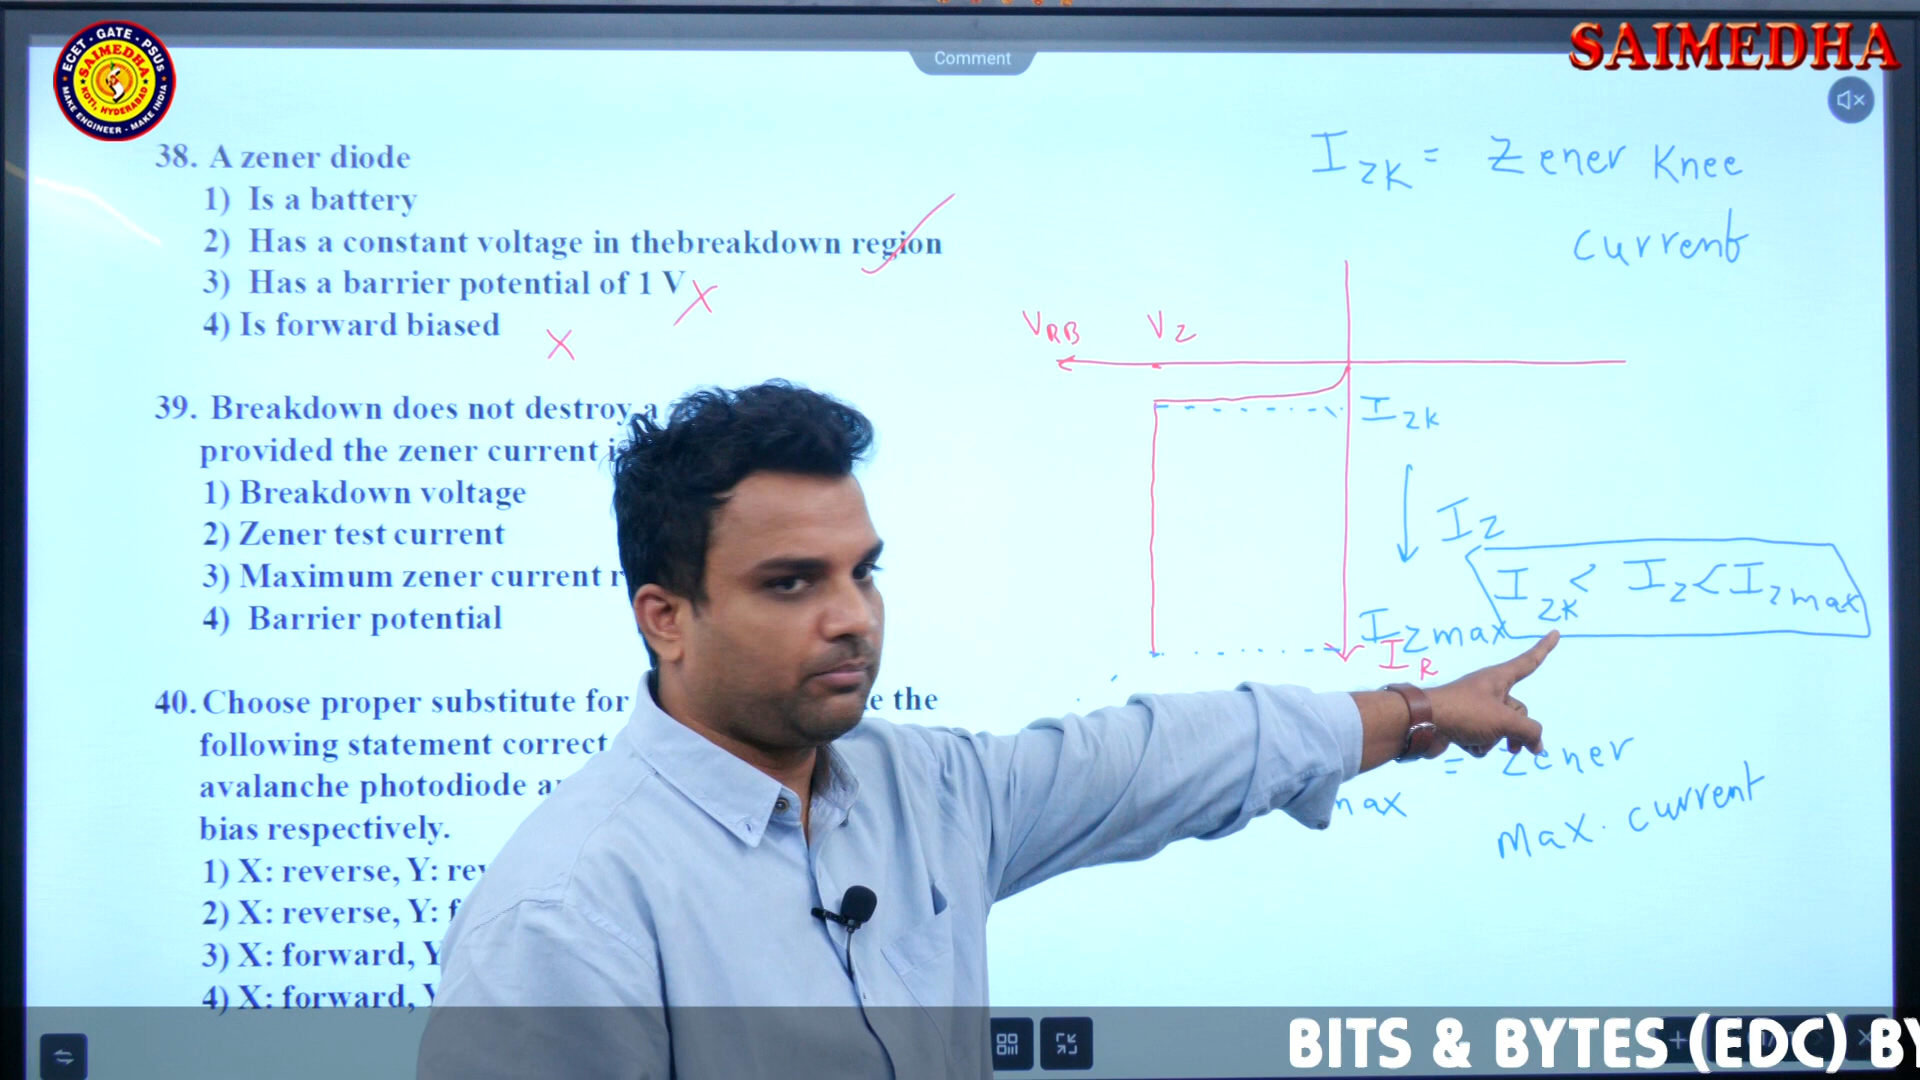 ECET - GATE - PSUs
SAIMEDHA
KOTI, HYDERABAD
MAKE ENGINEER - MAKE INDIA
SAIMEDHA
Comment
38. A zener diode
1) Is a battery
2) Has a constant voltage in thebreakdown region
3) Has a barrier potential of 1 V
4) Is forward biased
39. Breakdown does not destroy a
provided the zener current
1) Breakdown voltage
2) Zener test current
3) Maximum zener current
4) Barrier potential
40. Choose proper substitute for
e the
following statement correct
avalanche photodiode
bias respectively.
1) X: reverse, Y:
2) X: reverse, Y:
3) X: forward, Y
4) X: forward,
IZK = Zener Knee
current
VRB VZ
IZK
IZ
IZK < IZ < IZmax
IZmax
IR
= Zener
max
Max. current
BITS & BYTES (EDC) BY